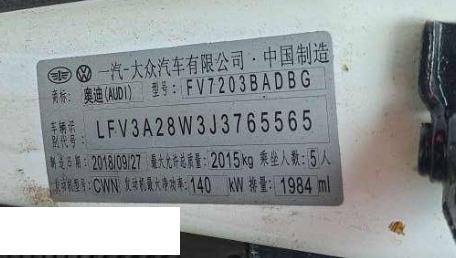 一汽-大众汽车有限公司·中国制造
商标: 奥迪(AUDI) 型号: FV7203BADBG
车辆识别代号: LFV3A28W3J3765565
制造日期: 2018/09/27 最大允许总质量: 2015kg 乘坐人数: 5人
发动机型号: CWN 发动机最大净功率: 140 kW 排量: 1984 ml